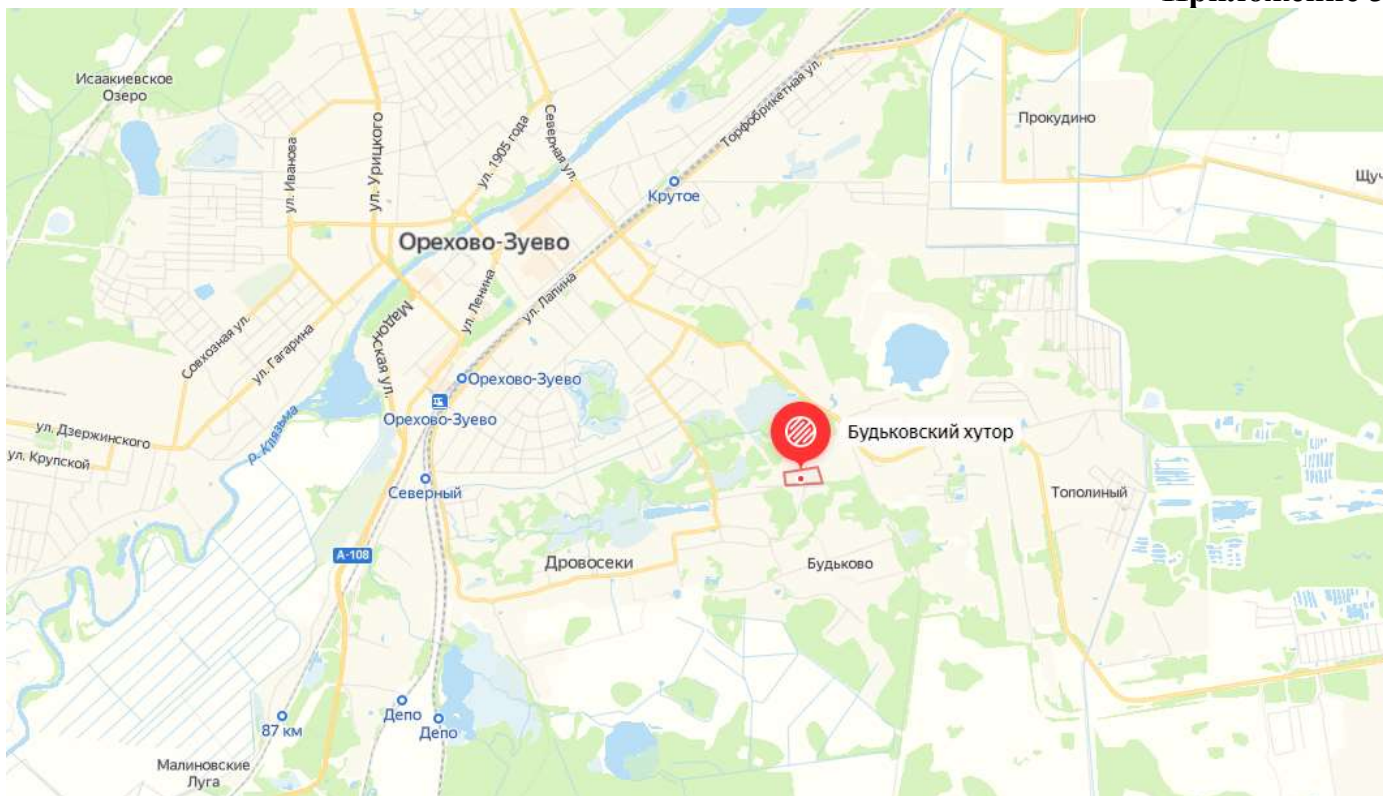 Приложение
Исаакиевское
Озеро
ул. Иванова
ул. Урицкого
ул. 1905 года
Северная ул.
Торфобрикетная ул.
Прокудино
Щуч
Крутое
Орехово-Зуево
ул. Ленина
ул. Лапина
Совхозная ул.
ул. Гагарина
Мадонская ул.
Орехово-Зуево
Орехово-Зуево
ул. Дзержинского
ул. Крупской
р. Клязьма
Будьковский хутор
Северный
Тополиный
А-108
Дровосеки
Будьково
87 км
Депо
Депо
Малиновские
Луга